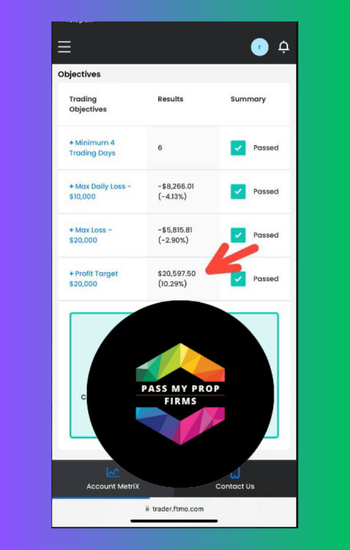 r
Objectives
Trading
Objectives
Results
Summary
+ Minimum 4
Trading Days
6
Passed
+ Max Daily Loss -
$10,000
-$8,266.01
(-4.13%)
Passed
+ Max Loss -
$20,000
-$5,815.81
(-2.90%)
Passed
+ Profit Target
$20,000
$20,597.50
(10.29%)
Passed
PASS MY PROP
FIRMS
Account MetriX
Contact Us
trader.ftmo.com